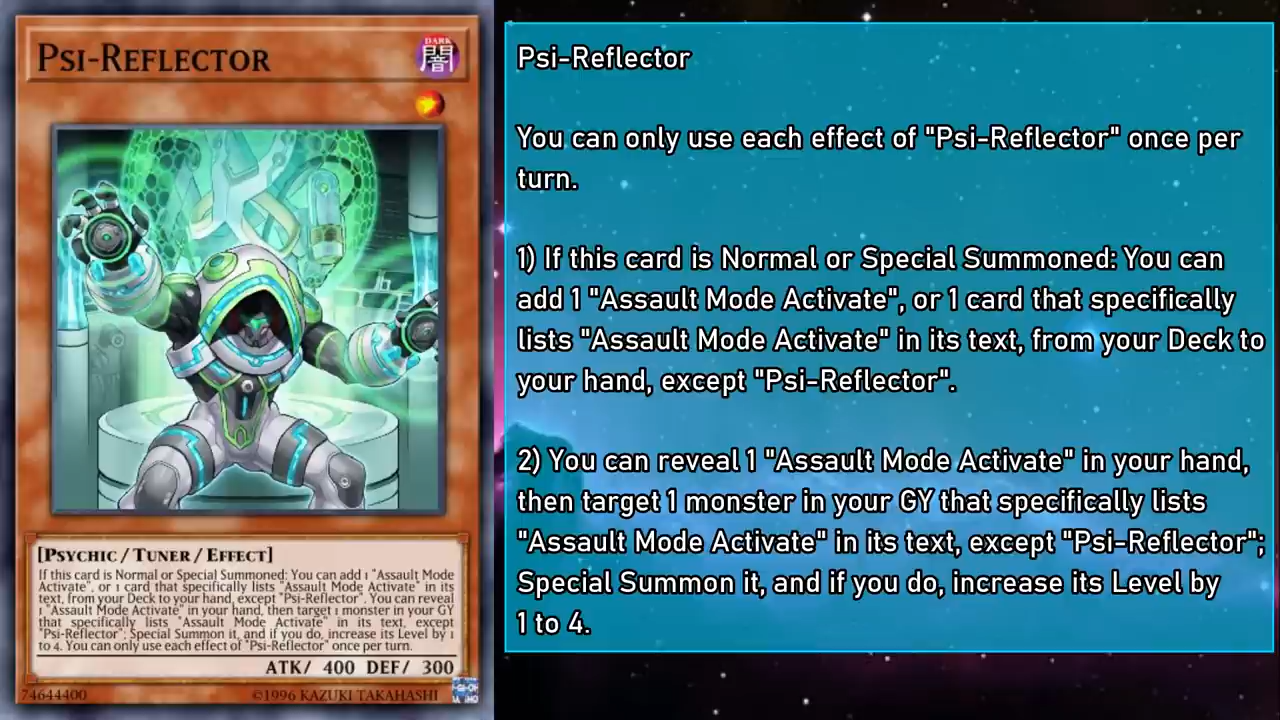 PSI-REFLECTOR
DARK
闇
[PSYCHIC / TUNER / EFFECT]
If this card is Normal or Special Summoned: You can add 1 "Assault Mode
Activate", or 1 card that specifically lists "Assault Mode Activate" in its
text, from your Deck to your hand, except "Psi-Reflector". You can reveal
1 "Assault Mode Activate" in your hand, then target 1 monster in your GY
that specifically lists "Assault Mode Activate" in its text, except
"Psi-Reflector"; Special Summon it, and if you do, increase its Level by 1
to 4. You can only use each effect of "Psi-Reflector" once per turn.
ATK/ 400 DEF/ 300
74644400
©1996 KAZUKI TAKAHASHI
Psi-Reflector
You can only use each effect of "Psi-Reflector" once per
turn.
1) If this card is Normal or Special Summoned: You can
add 1 "Assault Mode Activate", or 1 card that specifically
lists "Assault Mode Activate" in its text, from your Deck to
your hand, except "Psi-Reflector".
2) You can reveal 1 "Assault Mode Activate" in your hand,
then target 1 monster in your GY that specifically lists
"Assault Mode Activate" in its text, except "Psi-Reflector";
Special Summon it, and if you do, increase its Level by
1 to 4.